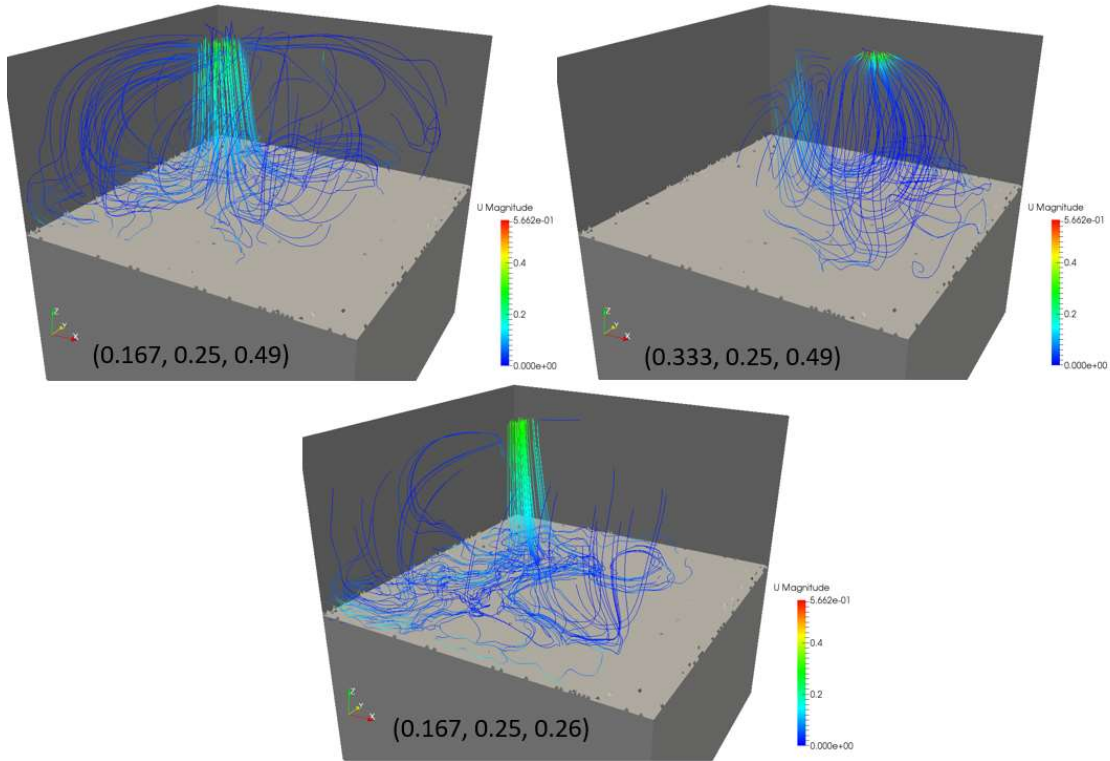 U Magnitude
5.662e-01
0.4
0.2
0.000e+00
Z
Y
X
(0.167, 0.25, 0.49)
U Magnitude
5.662e-01
0.4
0.2
0.000e+00
Z
Y
X
(0.333, 0.25, 0.49)
U Magnitude
5.662e-01
0.4
0.2
0.000e+00
Z
Y
X
(0.167, 0.25, 0.26)